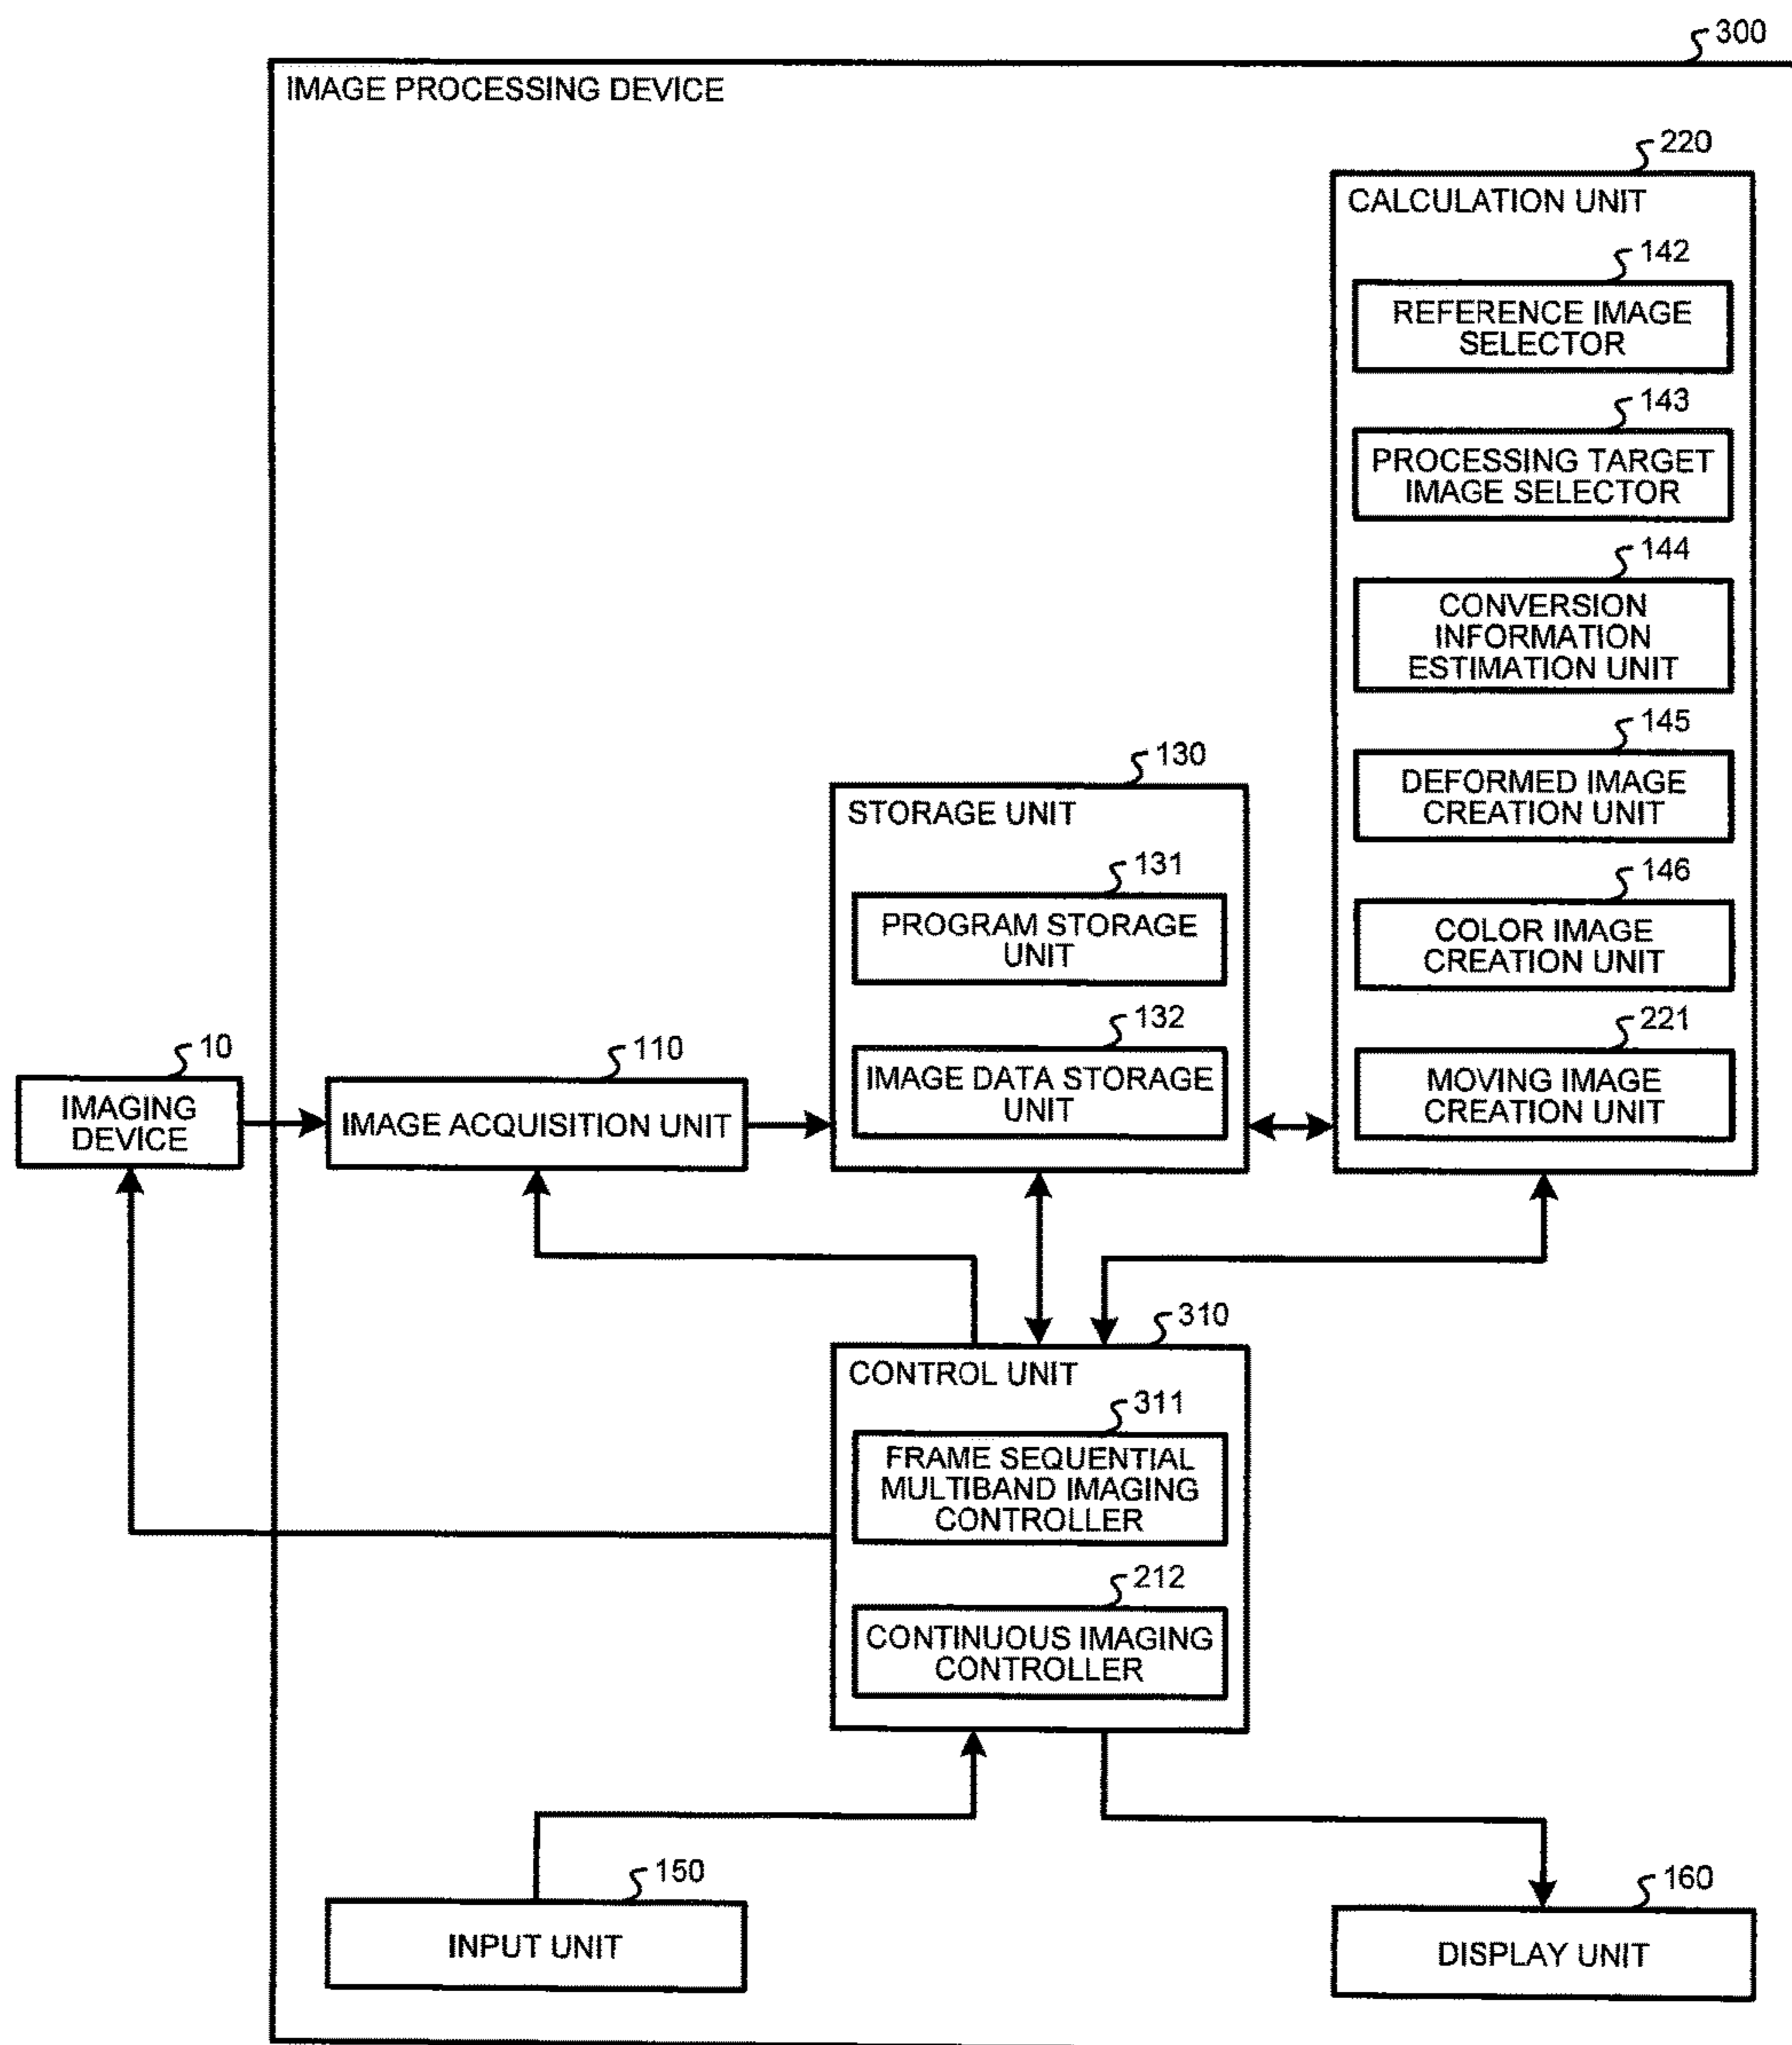 300
IMAGE PROCESSING DEVICE
220
CALCULATION UNIT
142
REFERENCE IMAGE
SELECTOR
143
PROCESSING TARGET
IMAGE SELECTOR
144
CONVERSION
INFORMATION
ESTIMATION UNIT
145
DEFORMED IMAGE
CREATION UNIT
146
COLOR IMAGE
CREATION UNIT
221
MOVING IMAGE
CREATION UNIT
130
STORAGE UNIT
131
PROGRAM STORAGE
UNIT
132
IMAGE DATA STORAGE
UNIT
10
IMAGING
DEVICE
110
IMAGE ACQUISITION UNIT
310
CONTROL UNIT
311
FRAME SEQUENTIAL
MULTIBAND IMAGING
CONTROLLER
212
CONTINUOUS IMAGING
CONTROLLER
150
INPUT UNIT
160
DISPLAY UNIT